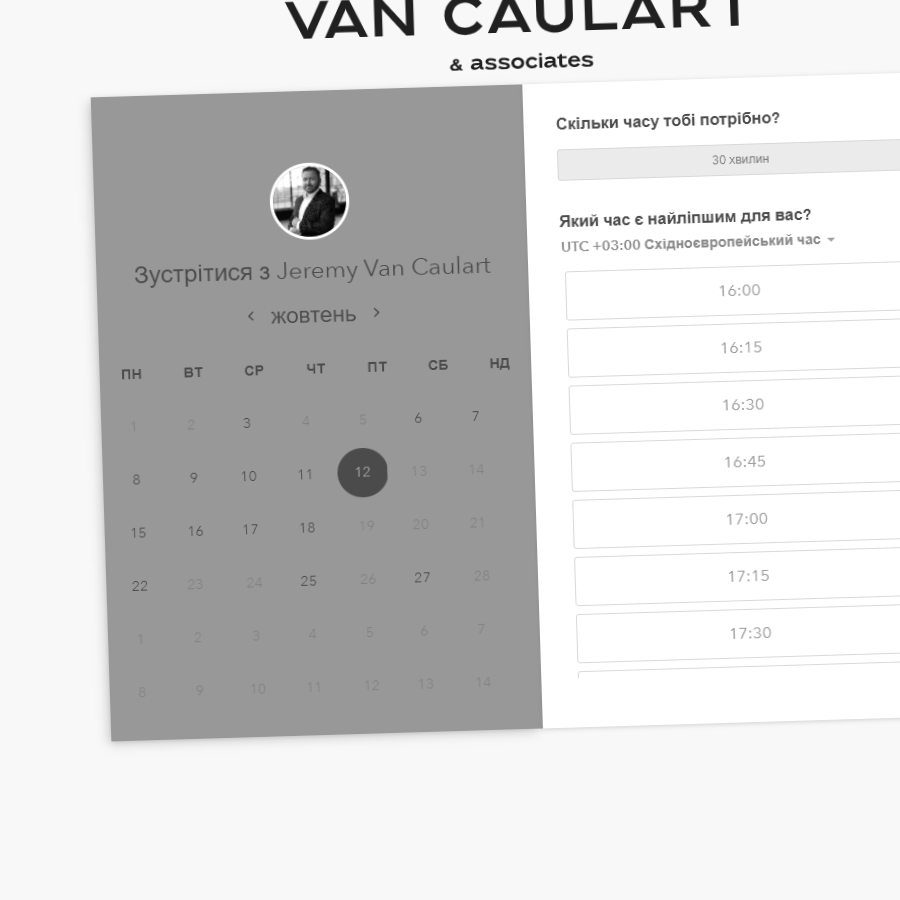 VAN CAULART
& associates
Зустрітися з Jeremy Van Caulart
жовтень
ПН ВТ СР ЧТ ПТ СБ НД
1 2 3 4 5 6 7
8 9 10 11 12 13 14
15 16 17 18 19 20 21
22 23 24 25 26 27 28
1 2 3 4 5 6 7
8 9 10 11 12 13 14
Скільки часу тобі потрібно?
30 хвилин
Який час є найліпшим для вас?
UTC +03:00 Східноєвропейський час
16:00
16:15
16:30
16:45
17:00
17:15
17:30